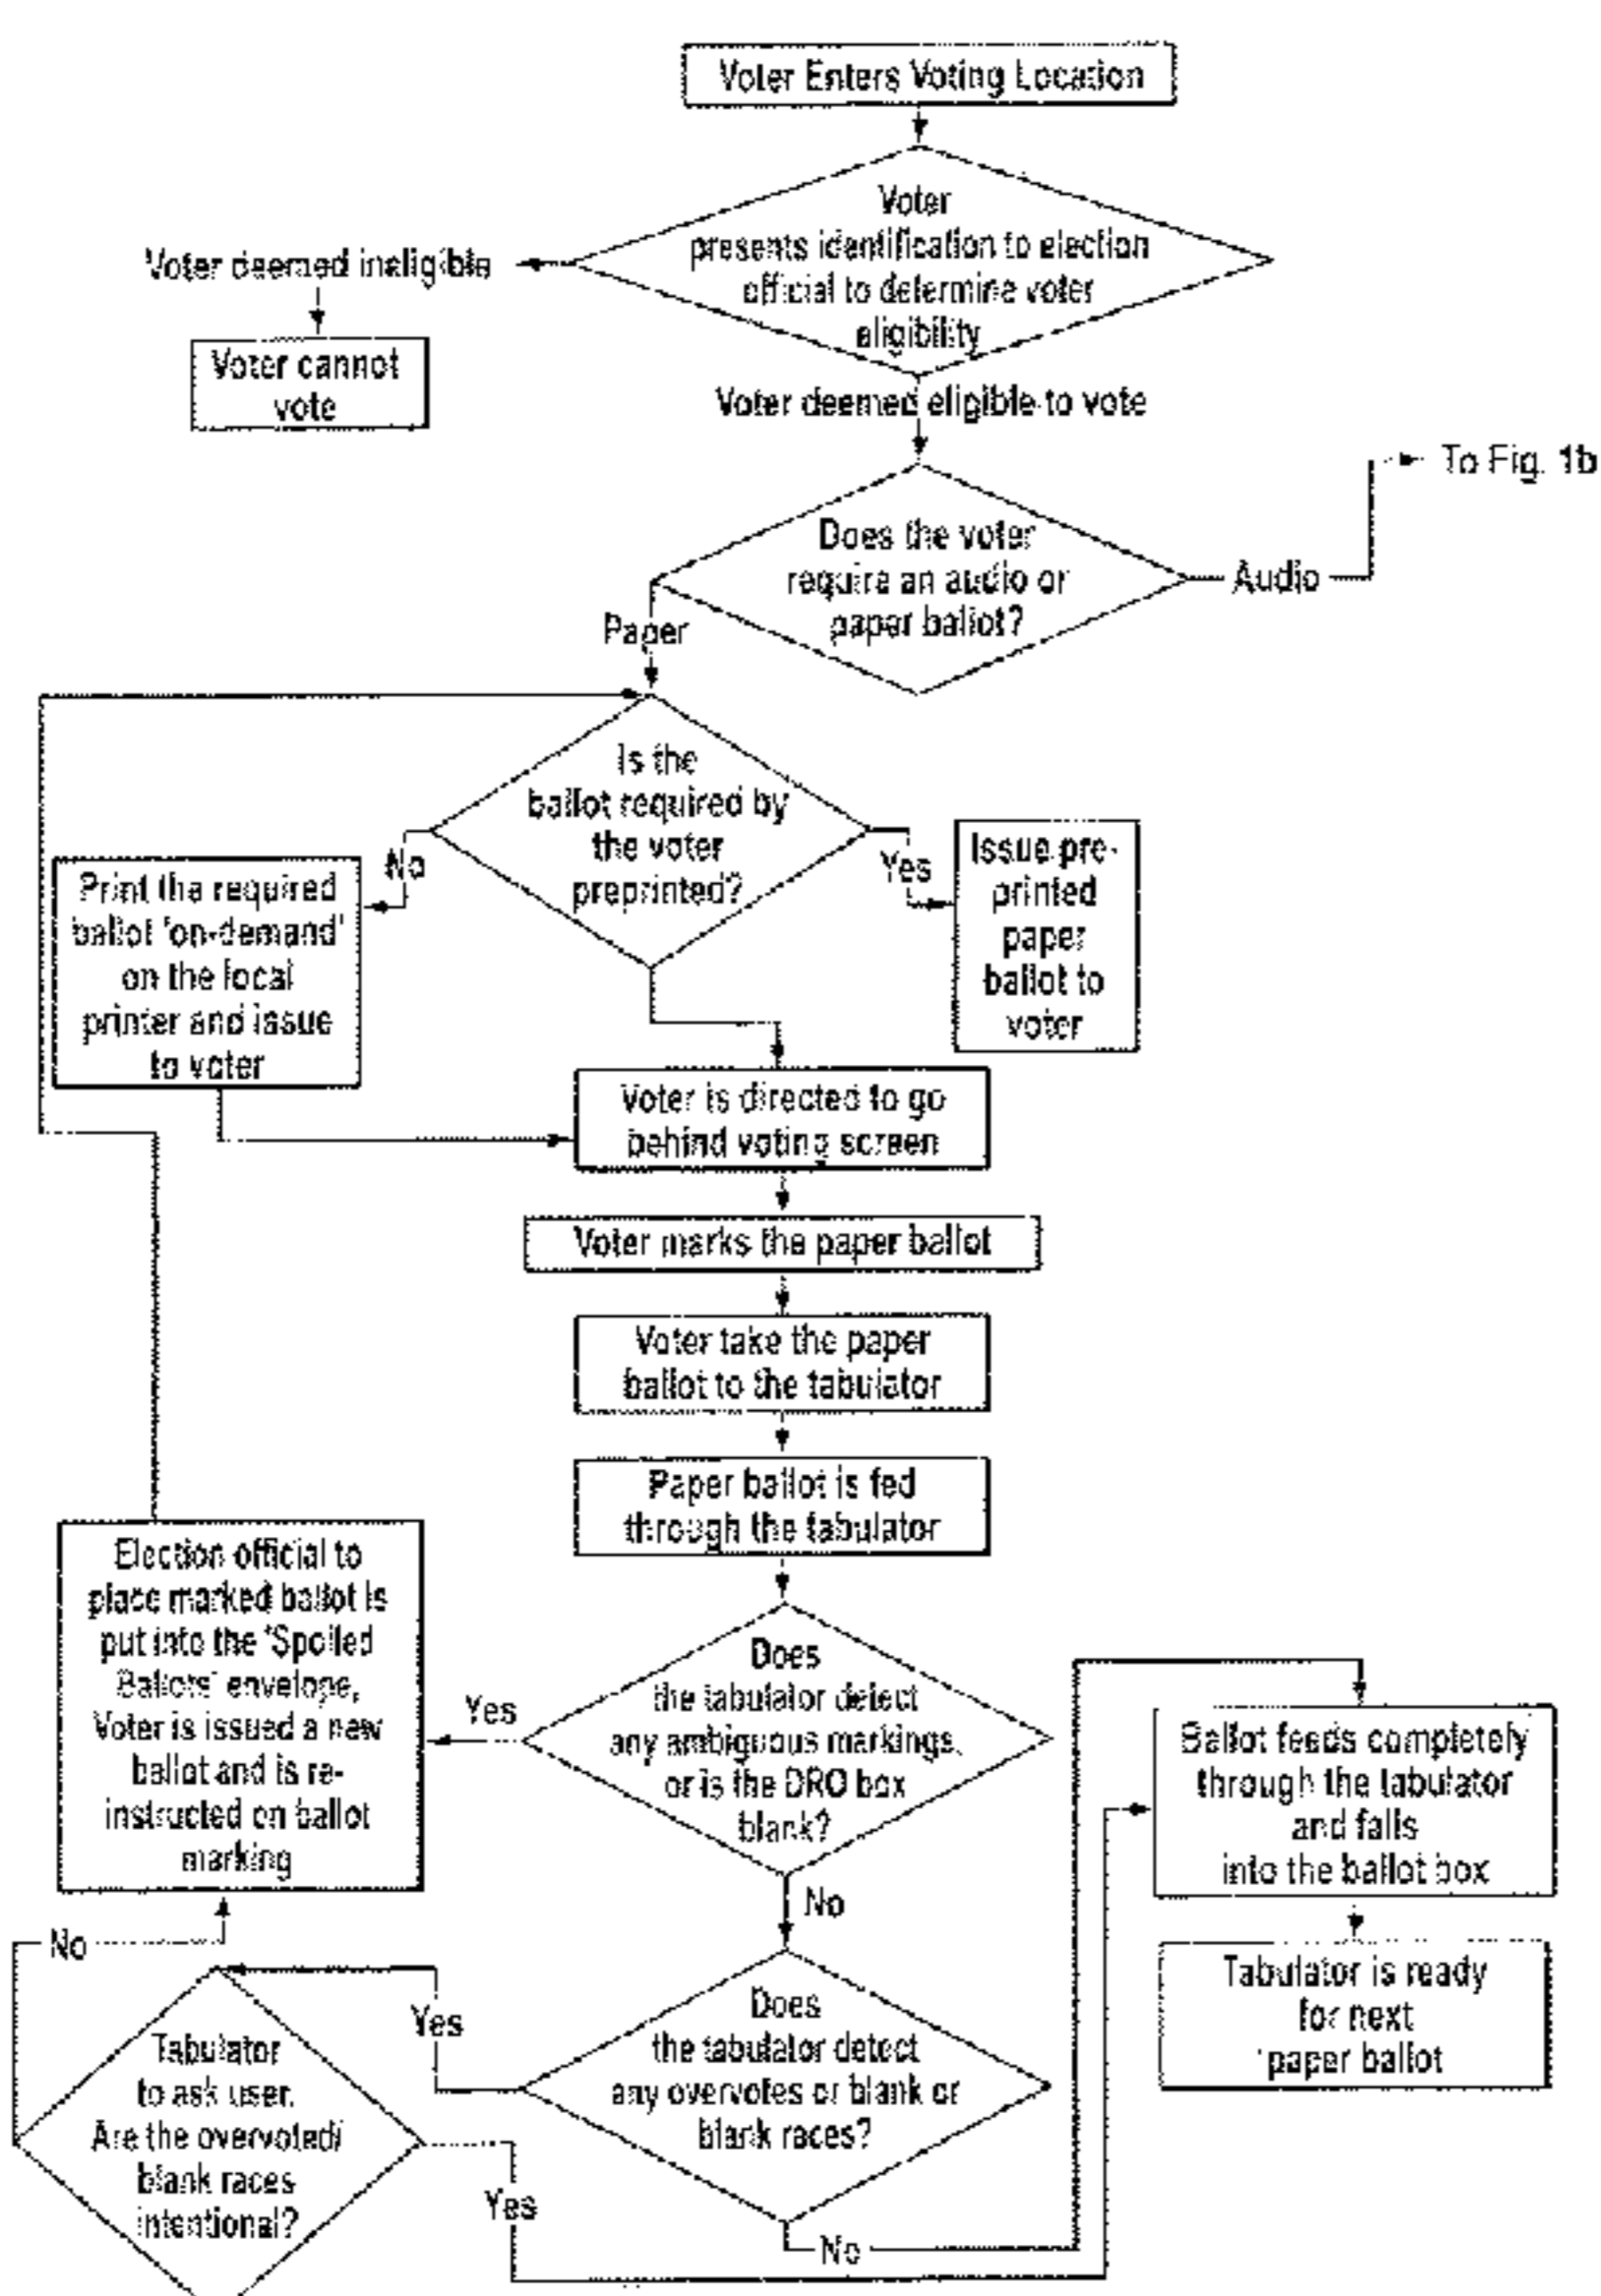 Voter Enters Voting Location
Voter
presents identification to election
official to determine voter
eligibility
Voter deemed ineligible
Voter cannot
vote
Voter deemed eligible to vote
To Fig. 1b
Does the voter
require an audio or
paper ballot?
Audio
Paper
Is the
ballot required by
the voter
preprinted?
No
Yes
Print the required
ballot 'on-demand'
on the local
printer and issue
to voter
Issue pre-
printed
paper
ballot to
voter
Voter is directed to go
behind voting screen
Voter marks the paper ballot
Voter take the paper
ballot to the tabulator
Paper ballot is fed
through the tabulator
Election official to
place marked ballot is
put into the 'Spoiled
Ballots' envelope,
Voter is issued a new
ballot and is re-
instructed on ballot
marking
Yes
Does
the tabulator detect
any ambiguous markings,
or is the DRO box
blank?
No
Ballot feeds completely
through the tabulator
and falls
into the ballot box
Tabulator is ready
for next
paper ballot
No
Yes
Does
the tabulator detect
any overvotes or blank or
blank races?
Tabulator
to ask user.
Are the overvoted/
blank races
intentional?
Yes
No